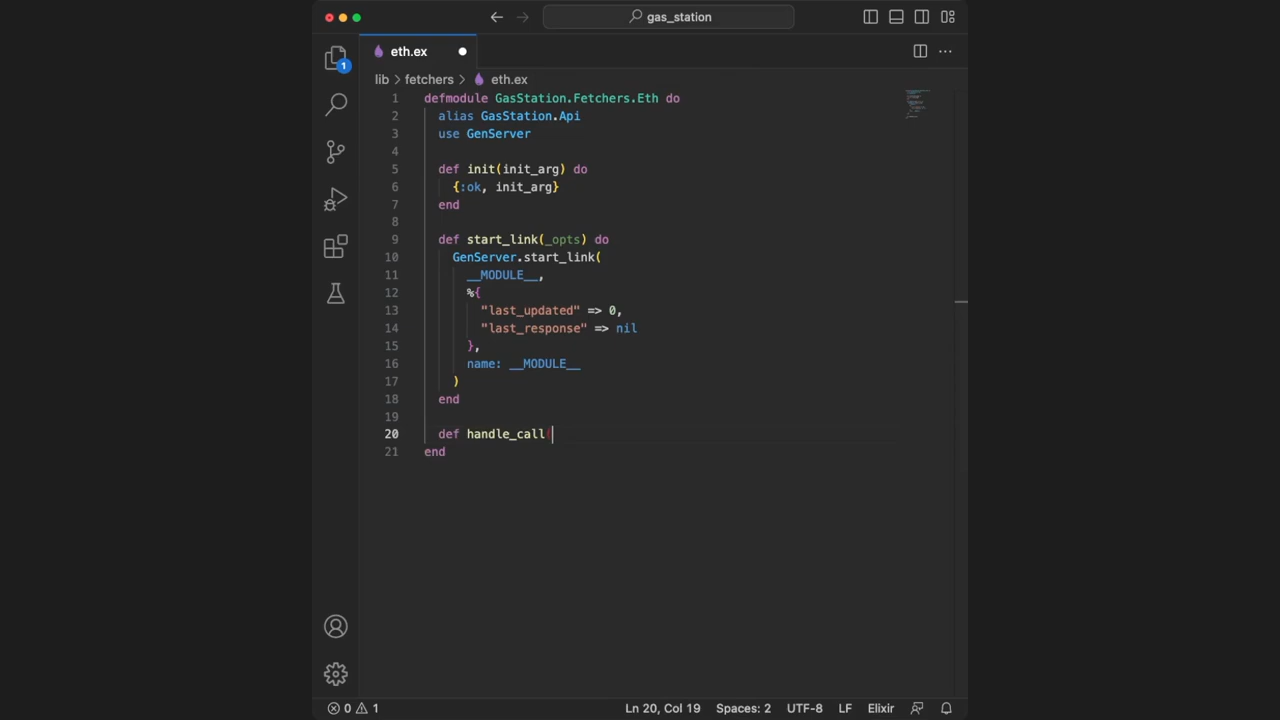 gas_station
eth.ex
1
lib > fetchers > eth.ex
1 defmodule GasStation.Fetchers.Eth do
2   alias GasStation.Api
3   use GenServer
4
5   def init(init_arg) do
6     {:ok, init_arg}
7   end
8
9   def start_link(_opts) do
10     GenServer.start_link(
11       __MODULE__,
12       %{
13         "last_updated" => 0,
14         "last_response" => nil
15       },
16       name: __MODULE__
17     )
18   end
19
20   def handle_call(
21 end
0 1 Ln 20, Col 19 Spaces: 2 UTF-8 LF Elixir